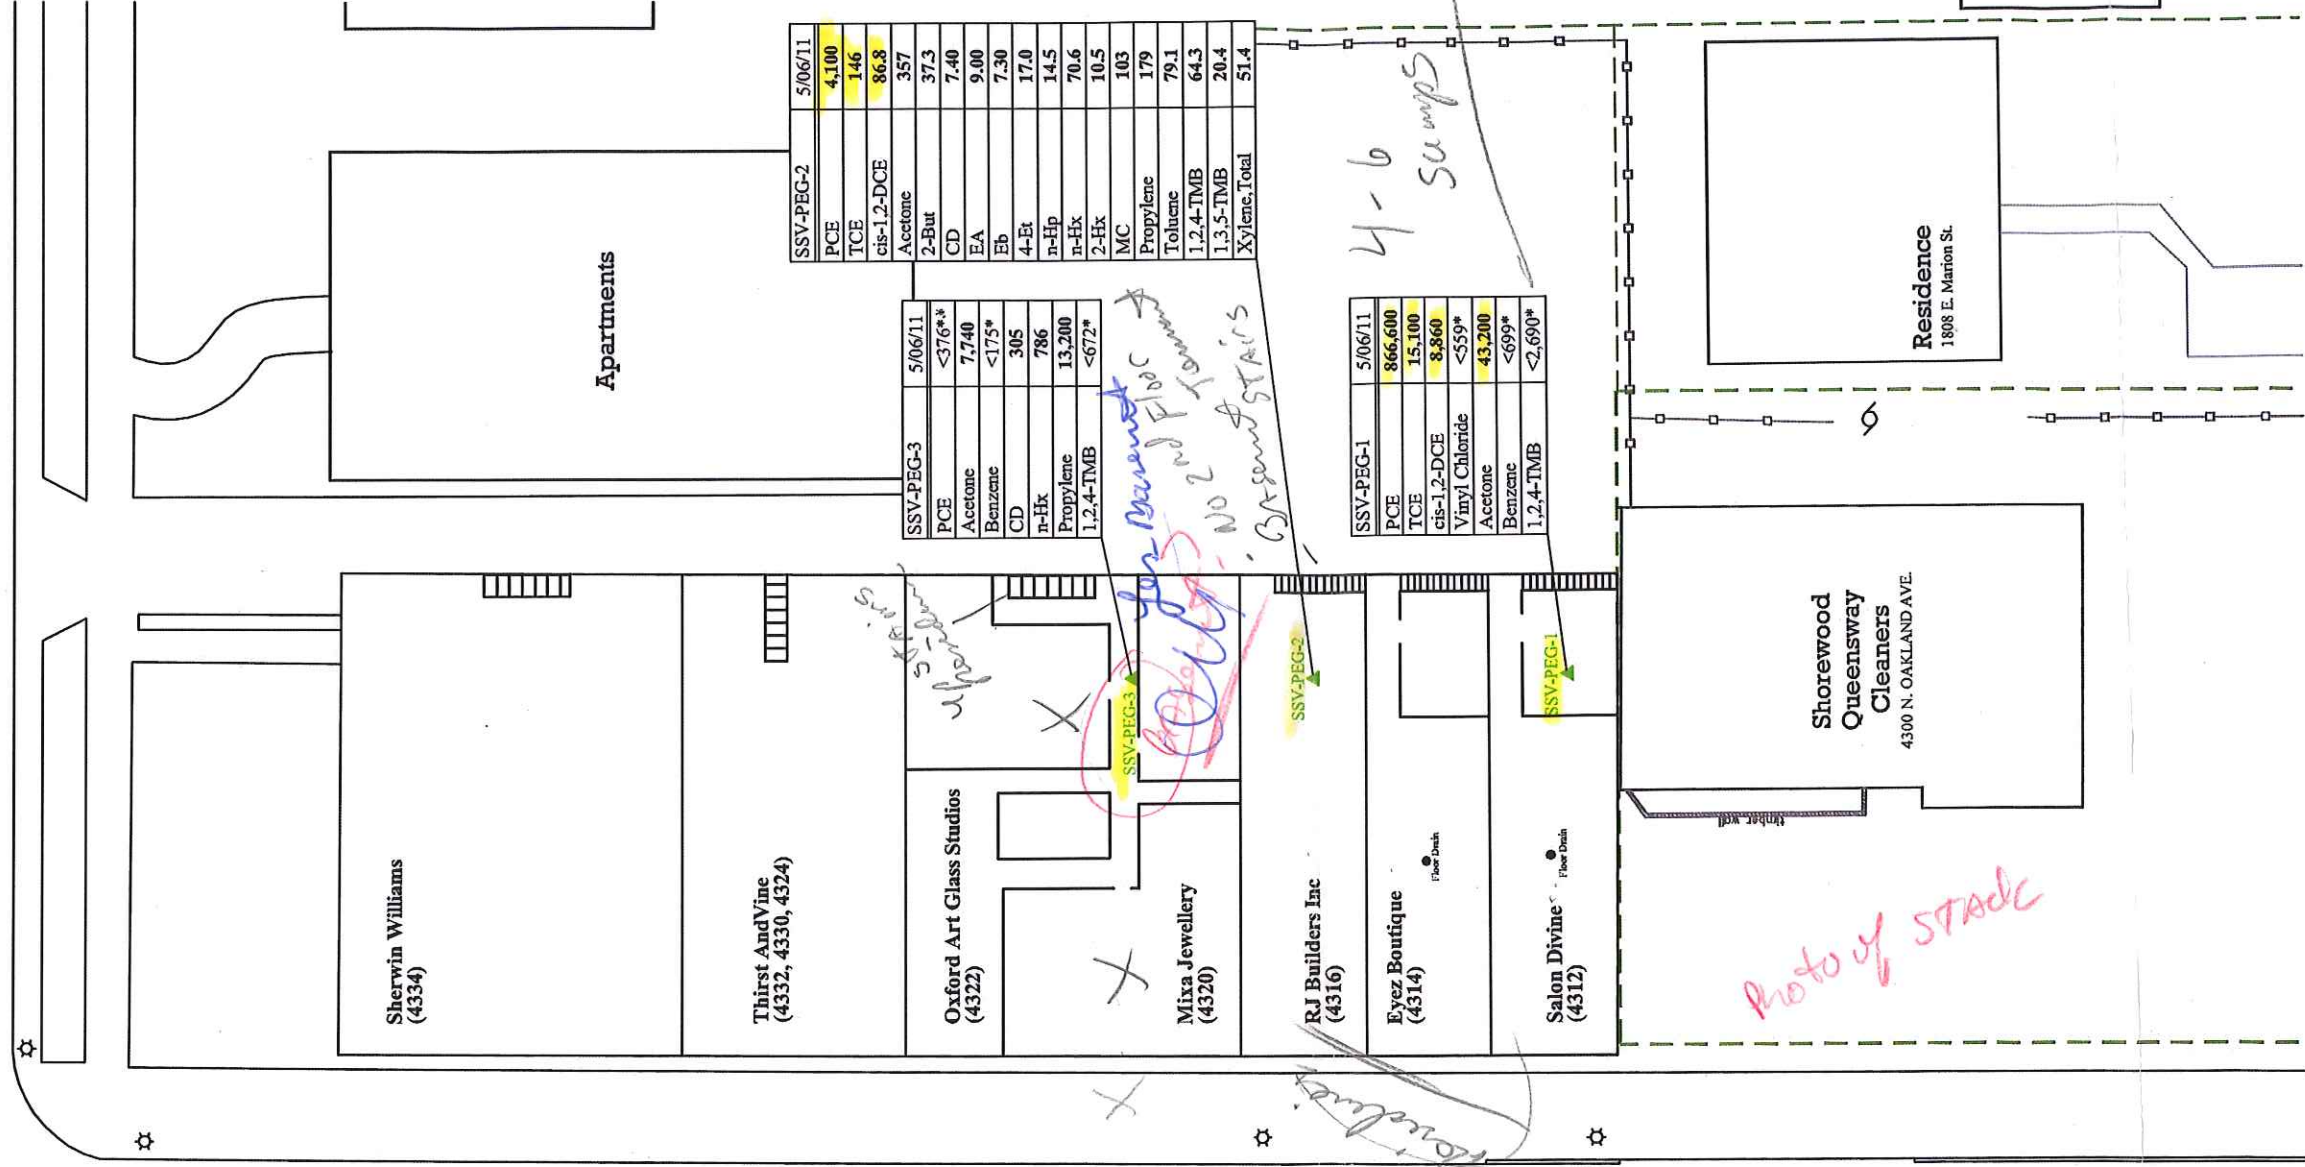 Sherwin Williams
(4334)
Thirst AndVine
(4332, 4330, 4324)
Oxford Art Glass Studios
(4322)
Mixa Jewellery
(4320)
RJ Builders Inc
(4316)
Eyez Boutique
(4314)
Floor Drain
Salon Divine
(4312)
Floor Drain
Apartments
SSV-PEG-3
SSV-PEG-2
SSV-PEG-1
SSV-PEG-3 5/06/11
PCE <376**
Acetone 7,740
Benzene <175*
CD 305
n-Hx 786
Propylene 13,200
1,2,4-TMB <672*
SSV-PEG-2 5/06/11
PCE 4,100
TCE 146
cis-1,2-DCE 86.8
Acetone 357
2-But 37.3
CD 7.40
EA 9.00
Eb 7.30
4-Et 17.0
n-Hp 14.5
n-Hx 70.6
2-Hx 10.5
MC 103
Propylene 179
Toluene 79.1
1,2,4-TMB 64.3
1,3,5-TMB 20.4
Xylene,Total 51.4
SSV-PEG-1 5/06/11
PCE 866,600
TCE 15,100
cis-1,2-DCE 8,860
Vinyl Chloride <559*
Acetone 43,200
Benzene <699*
1,2,4-TMB <2,690*
STAirs
up or down
yes-Basement
NO 2nd Floor
Basement STAirs
4-6
Sumps
Shorewood
Queensway
Cleaners
4300 N. OAKLAND AVE.
timber wall
Residence
1808 E. Marion St.
Photo of STACK